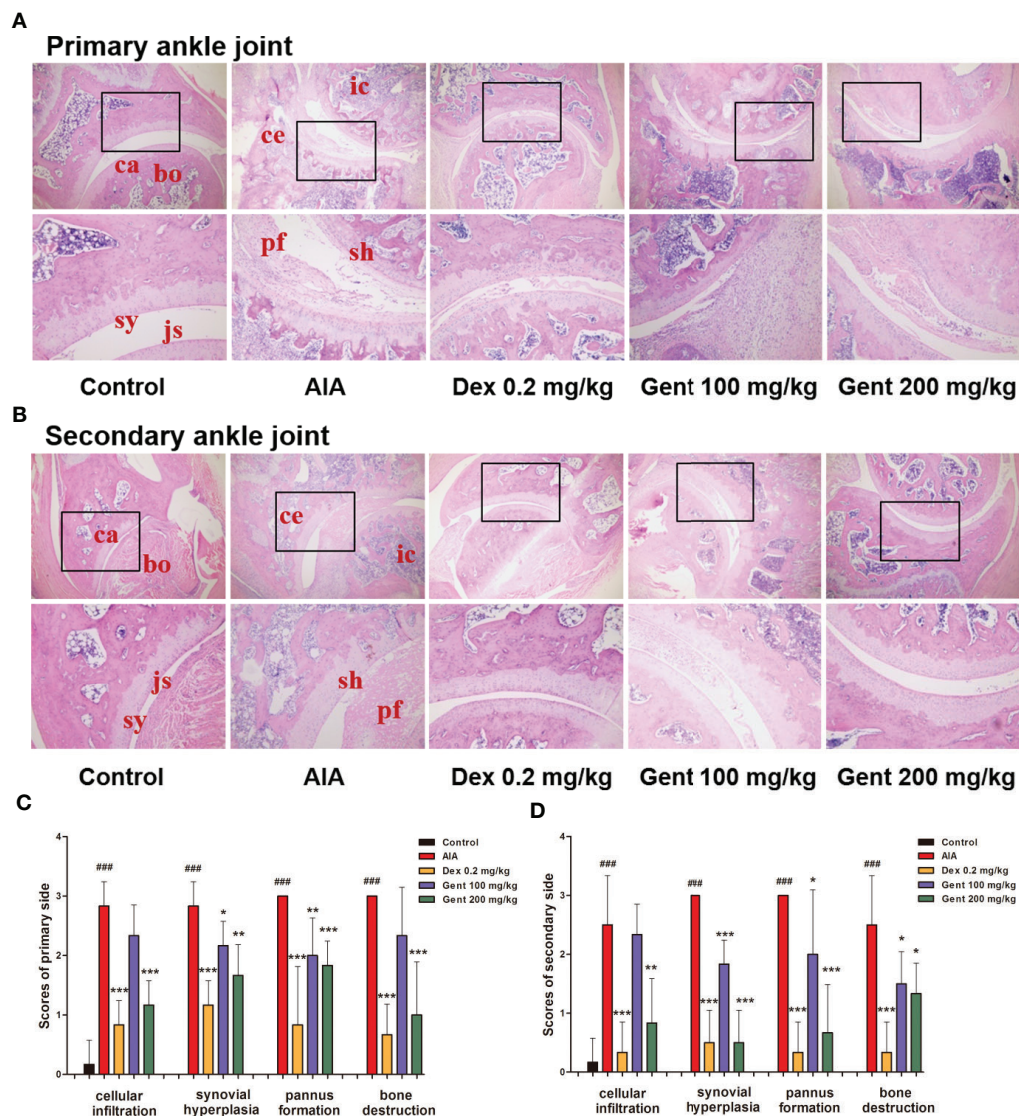 A
Primary ankle joint
ic
ce
ca
bo
pf
sh
sy
js
Control
AIA
Dex 0.2 mg/kg
Gent 100 mg/kg
Gent 200 mg/kg
B
Secondary ankle joint
ca
bo
ce
ic
js
sy
sh
pf
Control
AIA
Dex 0.2 mg/kg
Gent 100 mg/kg
Gent 200 mg/kg
C
Scores of primary side
4
3
2
1
0
###
***
***
###
***
*
**
###
***
**
***
###
***
***
Control
AIA
Dex 0.2 mg/kg
Gent 100 mg/kg
Gent 200 mg/kg
cellular
infiltration
synovial
hyperplasia
pannus
formation
bone
destruction
D
Scores of secondary side
4
3
2
1
0
###
***
**
###
***
***
***
###
***
*
***
###
***
*
*
Control
AIA
Dex 0.2 mg/kg
Gent 100 mg/kg
Gent 200 mg/kg
cellular
infiltration
synovial
hyperplasia
pannus
formation
bone
destruction